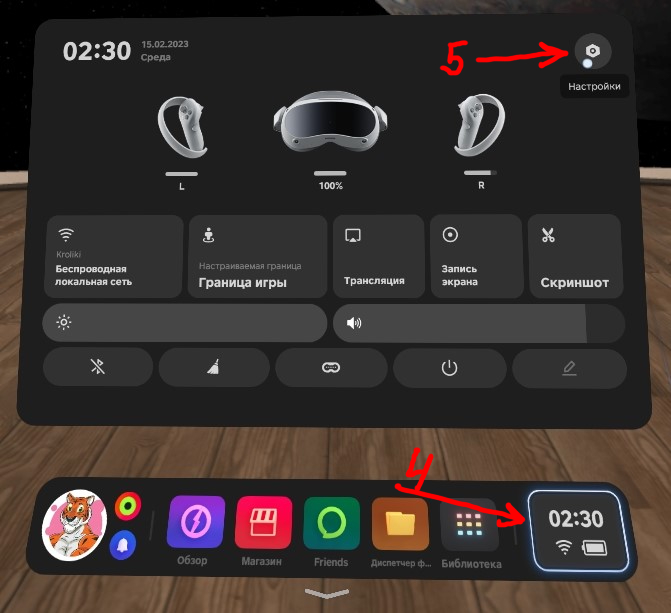 02:30
15.02.2023
Среда
5
Настройки
L
100%
R
Kroliki
Беспроводная
локальная сеть
Настраиваемая граница
Граница игры
Трансляция
Запись
экрана
Скриншот
4
02:30
Обзор
Магазин
Friends
Диспетчер ф...
Библиотека